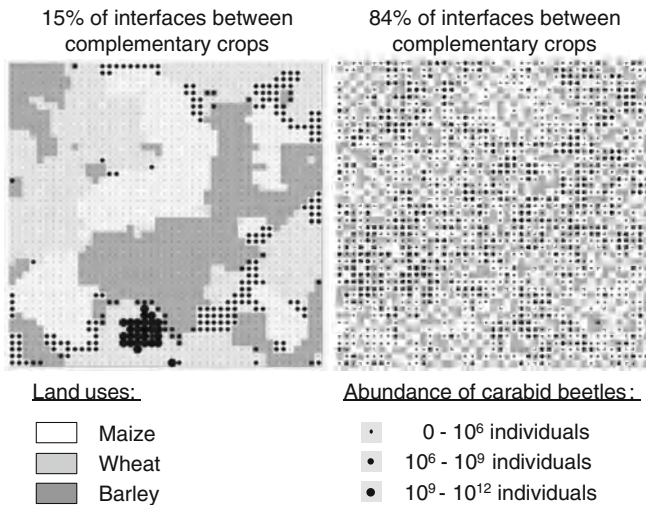 15% of interfaces between
complementary crops
84% of interfaces between
complementary crops
Land uses:
Maize
Wheat
Barley
Abundance of carabid beetles:
0 - 10⁶ individuals
10⁶ - 10⁹ individuals
10⁹ - 10¹² individuals